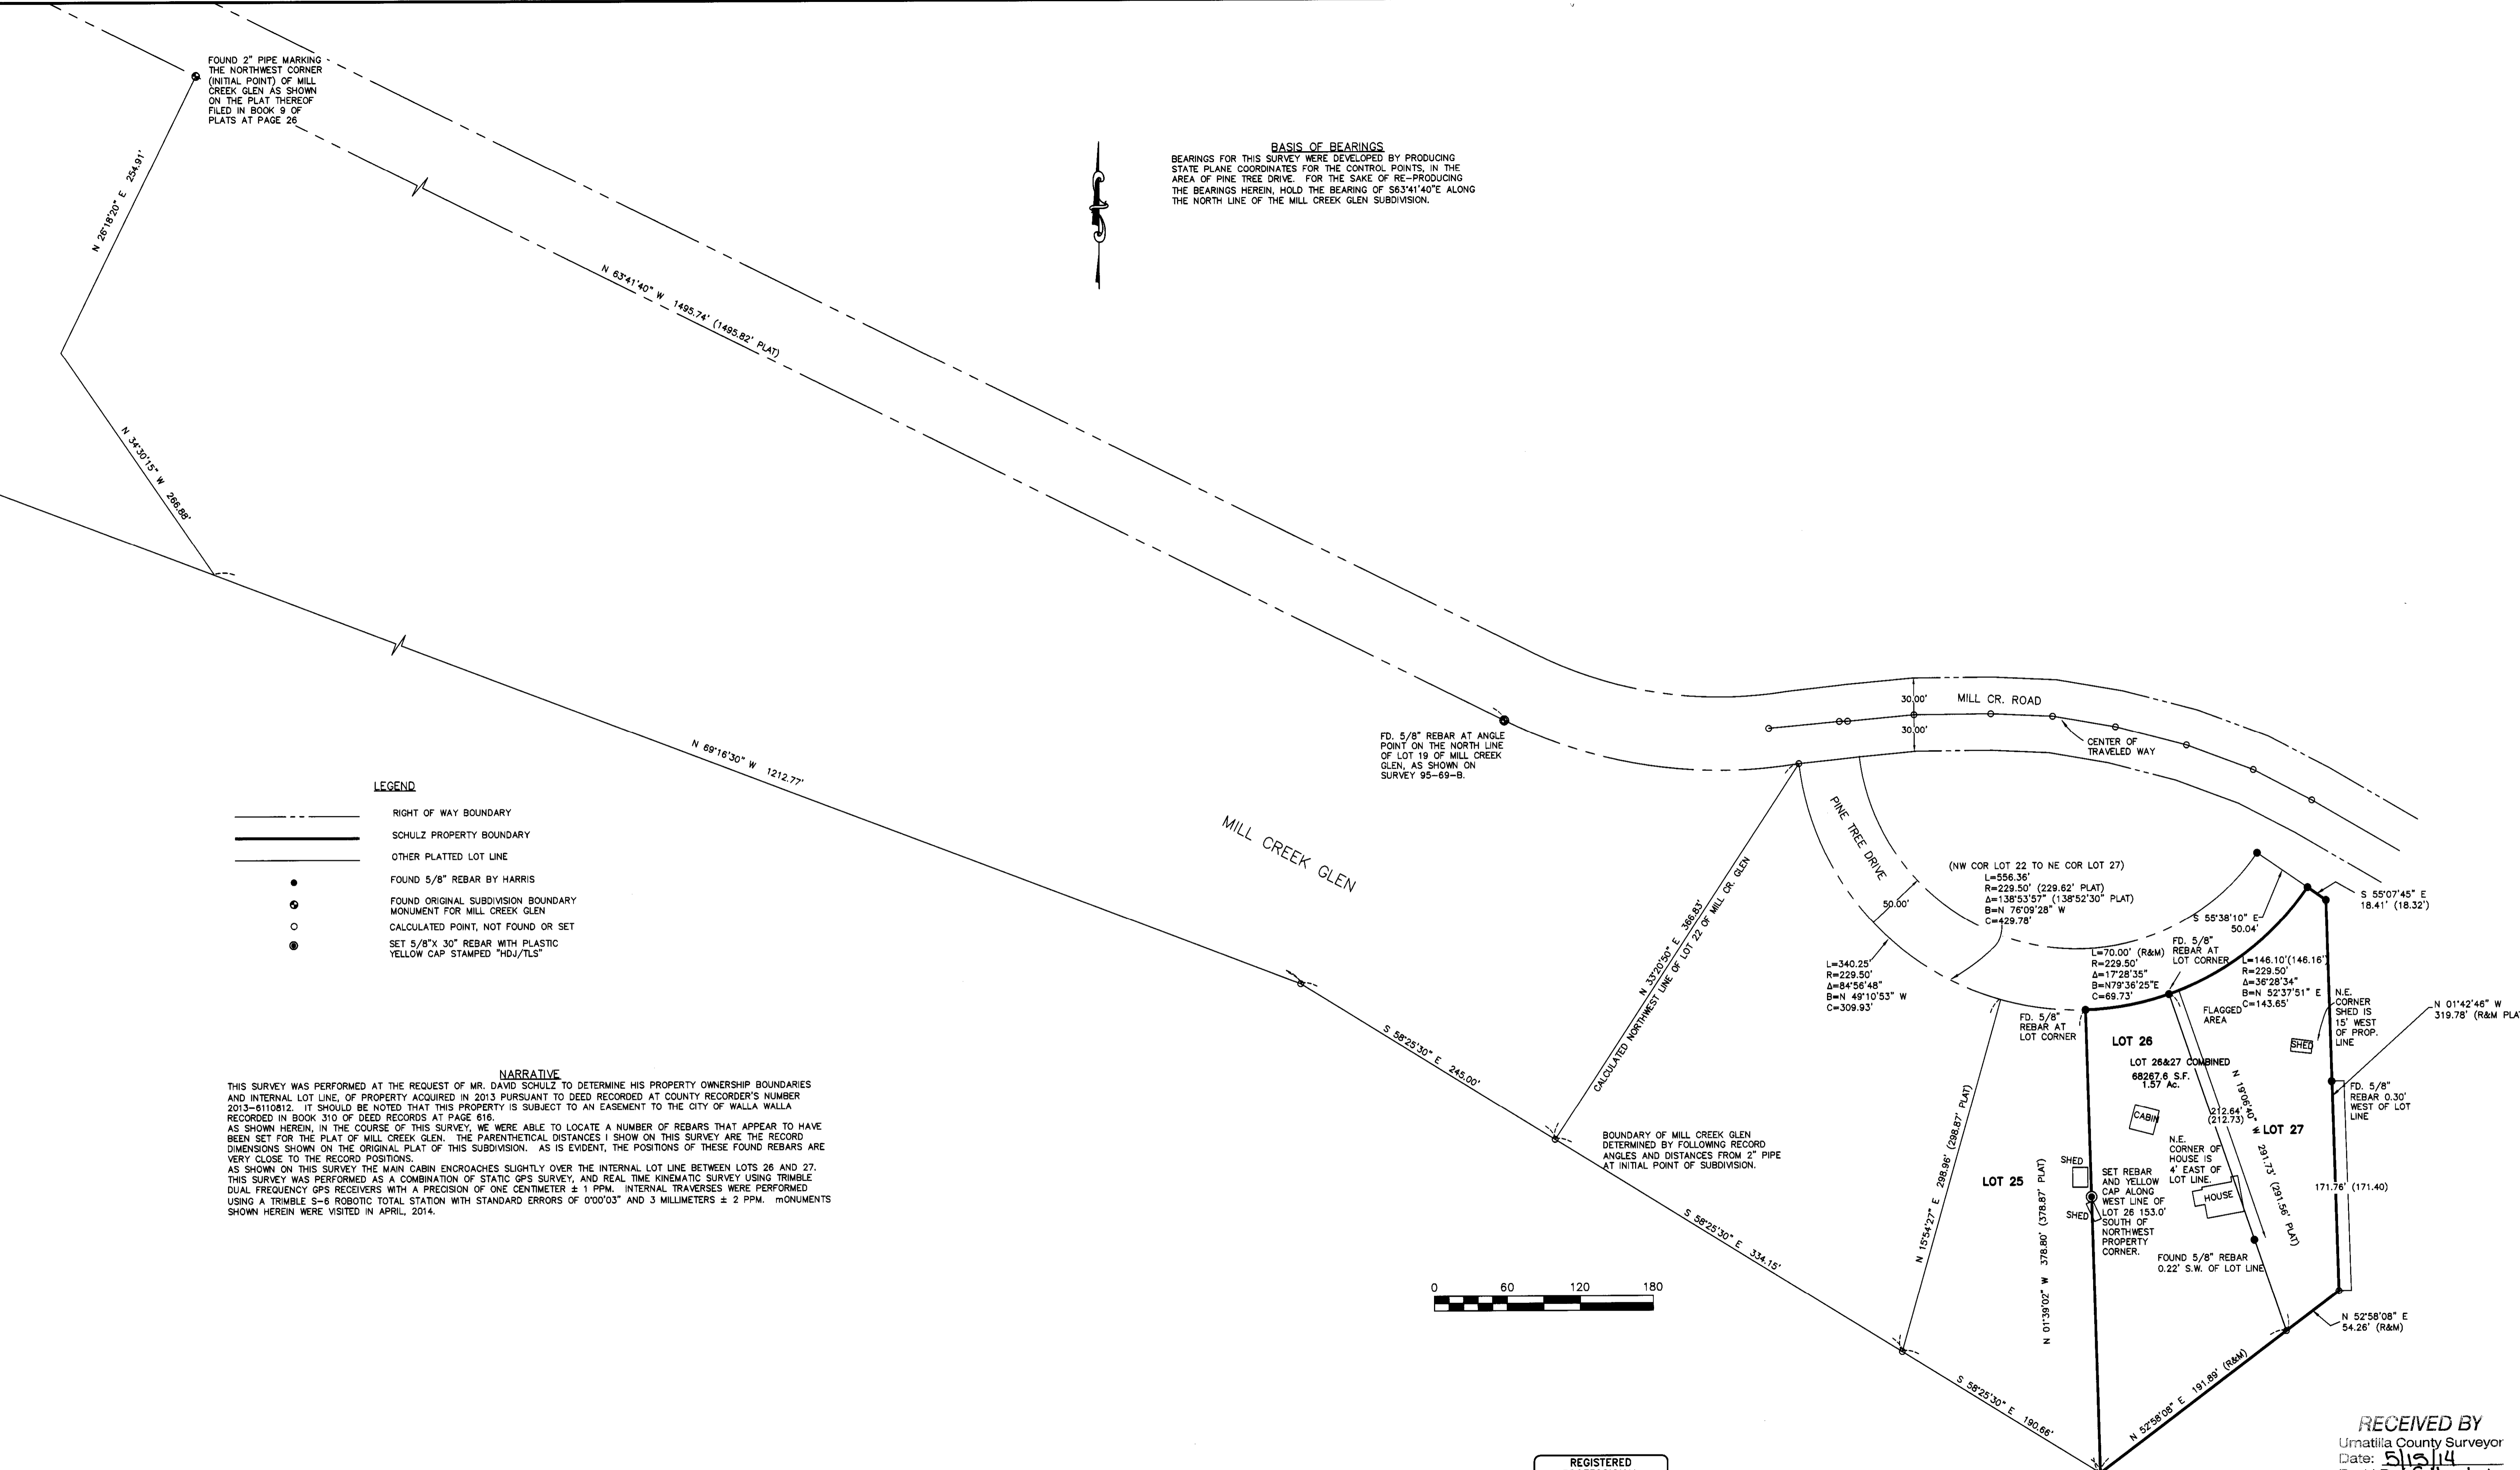 FOUND 2" PIPE MARKING
THE NORTHWEST CORNER
(INITIAL POINT) OF MILL
CREEK GLEN AS SHOWN
ON THE PLAT THEREOF
FILED IN BOOK 9 OF
PLATS AT PAGE 26
N 26°18'20" E 254.91'
N 34°30'15" W 266.88'
BASIS OF BEARINGS
BEARINGS FOR THIS SURVEY WERE DEVELOPED BY PRODUCING
STATE PLANE COORDINATES FOR THE CONTROL POINTS, IN THE
AREA OF PINE TREE DRIVE. FOR THE SAKE OF RE-PRODUCING
THE BEARINGS HEREIN, HOLD THE BEARING OF S63°41'40"E ALONG
THE NORTH LINE OF THE MILL CREEK GLEN SUBDIVISION.
N 63°41'40" W 1495.74' (1495.82' PLAT)
N 69°16'30" W 1212.77'
LEGEND
RIGHT OF WAY BOUNDARY
SCHULZ PROPERTY BOUNDARY
OTHER PLATTED LOT LINE
FOUND 5/8" REBAR BY HARRIS
FOUND ORIGINAL SUBDIVISION BOUNDARY
MONUMENT FOR MILL CREEK GLEN
CALCULATED POINT, NOT FOUND OR SET
SET 5/8"X 30" REBAR WITH PLASTIC
YELLOW CAP STAMPED "HDJ/TLS"
NARRATIVE
THIS SURVEY WAS PERFORMED AT THE REQUEST OF MR. DAVID SCHULZ TO DETERMINE HIS PROPERTY OWNERSHIP BOUNDARIES
AND INTERNAL LOT LINE, OF PROPERTY ACQUIRED IN 2013 PURSUANT TO DEED RECORDED AT COUNTY RECORDER'S NUMBER
2013-6110812. IT SHOULD BE NOTED THAT THIS PROPERTY IS SUBJECT TO AN EASEMENT TO THE CITY OF WALLA WALLA
RECORDED IN BOOK 310 OF DEED RECORDS AT PAGE 616.
AS SHOWN HEREIN, IN THE COURSE OF THIS SURVEY, WE WERE ABLE TO LOCATE A NUMBER OF REBARS THAT APPEAR TO HAVE
BEEN SET FOR THE PLAT OF MILL CREEK GLEN. THE PARENTHETICAL DISTANCES I SHOW ON THIS SURVEY ARE THE RECORD
DIMENSIONS SHOWN ON THE ORIGINAL PLAT OF THIS SUBDIVISION. AS IS EVIDENT, THE POSITIONS OF THESE FOUND REBARS ARE
VERY CLOSE TO THE RECORD POSITIONS.
AS SHOWN ON THIS SURVEY THE MAIN CABIN ENCROACHES SLIGHTLY OVER THE INTERNAL LOT LINE BETWEEN LOTS 26 AND 27.
THIS SURVEY WAS PERFORMED AS A COMBINATION OF STATIC GPS SURVEY, AND REAL TIME KINEMATIC SURVEY USING TRIMBLE
DUAL FREQUENCY GPS RECEIVERS WITH A PRECISION OF ONE CENTIMETER ± 1 PPM. INTERNAL TRAVERSES WERE PERFORMED
USING A TRIMBLE S-6 ROBOTIC TOTAL STATION WITH STANDARD ERRORS OF 0°00'03" AND 3 MILLIMETERS ± 2 PPM. mONUMENTS
SHOWN HEREIN WERE VISITED IN APRIL, 2014.
FD. 5/8" REBAR AT ANGLE
POINT ON THE NORTH LINE
OF LOT 19 OF MILL CREEK
GLEN, AS SHOWN ON
SURVEY 95-69-B.
MILL CREEK GLEN
S 58°25'30" E 245.00'
N 33°20'50" E 366.83'
CALCULATED NORTHWEST LINE OF LOT 22 OF MILL CR. GLEN
BOUNDARY OF MILL CREEK GLEN
DETERMINED BY FOLLOWING RECORD
ANGLES AND DISTANCES FROM 2" PIPE
AT INITIAL POINT OF SUBDIVISION.
S 58°25'30" E 334.15'
S 58°25'30" E 190.66'
0 60 120 180
30.00'
30.00'
MILL CR. ROAD
CENTER OF
TRAVELED WAY
PINE TREE DRIVE
50.00'
(NW COR LOT 22 TO NE COR LOT 27)
L=556.36'
R=229.50' (229.62' PLAT)
Δ=138°53'57" (138°52'30" PLAT)
B=N 76°09'28" W
C=429.78'
L=340.25'
R=229.50'
Δ=84°56'48"
B=N 49°10'53" W
C=309.93'
S 55°38'10" E
50.04'
S 55°07'45" E
18.41' (18.32')
L=70.00' (R&M)
R=229.50'
Δ=17°28'35"
B=N79°36'25"E
C=69.73'
FD. 5/8"
REBAR AT
LOT CORNER
L=146.10'(146.16')
R=229.50'
Δ=36°28'34"
B=N 52°37'51" E
C=143.65'
N.E.
CORNER
SHED IS
15' WEST
OF PROP.
LINE
N 01°42'46" W
319.78' (R&M PLA
FD. 5/8"
REBAR AT
LOT CORNER
FLAGGED
AREA
SHED
LOT 26
LOT 26&27 COMBINED
68267.6 S.F.
1.57 Ac.
CABIN
N 19°06'40" W 291.73' (291.56' PLAT)
212.64'
(212.73)
LOT 27
FD. 5/8"
REBAR 0.30'
WEST OF LOT
LINE
N.E.
CORNER OF
HOUSE IS
4' EAST OF
LOT LINE.
HOUSE
171.76' (171.40)
N 15°54'27" E 298.96' (298.87' PLAT)
LOT 25
N 01°39'02" W 378.80' (378.87' PLAT)
SHED
SHED
SET REBAR
AND YELLOW
CAP ALONG
WEST LINE OF
LOT 26 153.0'
SOUTH OF
NORTHWEST
PROPERTY
CORNER.
FOUND 5/8" REBAR
0.22' S.W. OF LOT LINE
N 52°58'08" E
54.26' (R&M)
N 52°58'08" E 191.89' (R&M)
REGISTERED
RECEIVED BY
Umatilla County Surveyor
Date: 5/15/14